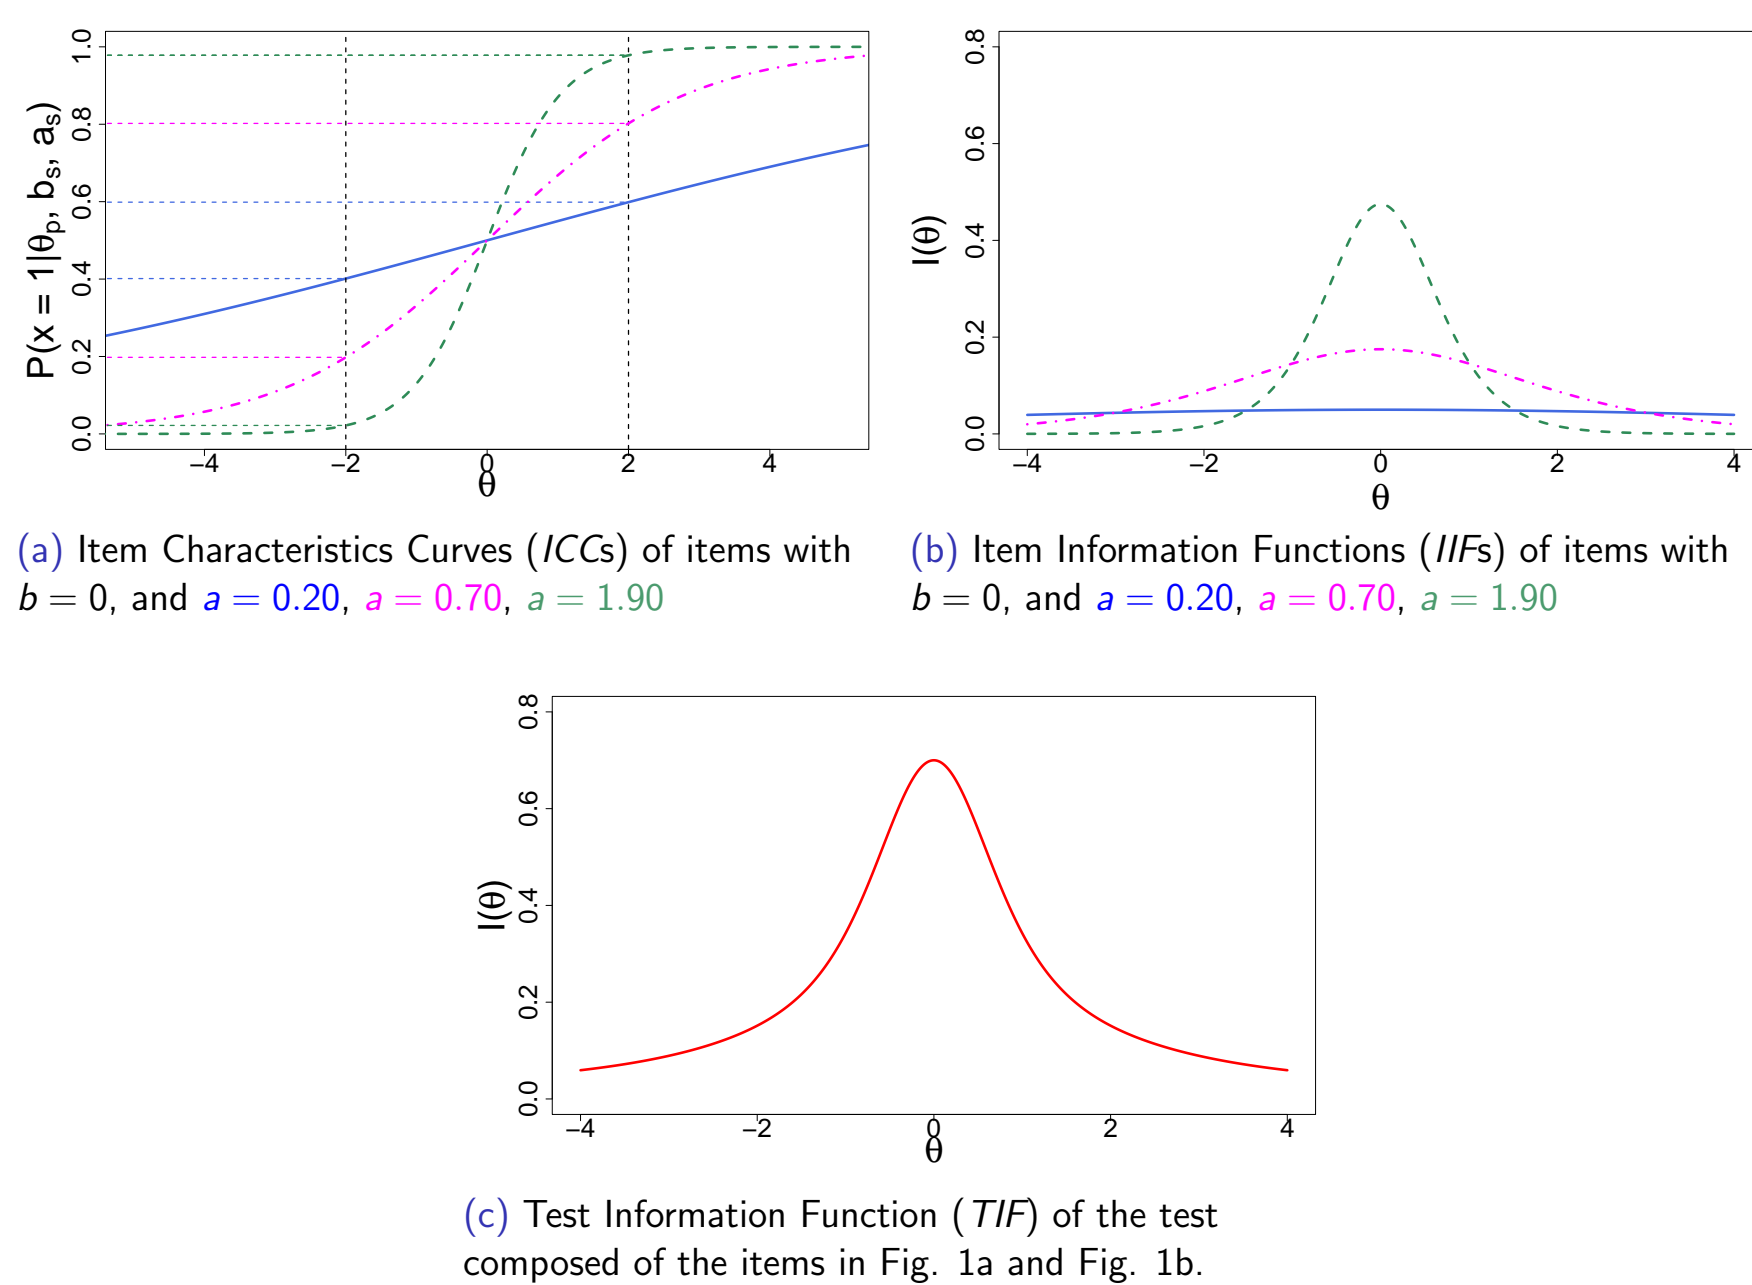 P(x = 1|θp, bs, as)
1.0
0.8
0.6
0.4
0.2
0.0
−4 −2 0 2 4
θ
(a) Item Characteristics Curves (ICCs) of items with
b = 0, and a = 0.20, a = 0.70, a = 1.90
I(θ)
0.8
0.6
0.4
0.2
0.0
−4 −2 0 2 4
θ
(b) Item Information Functions (IIFs) of items with
b = 0, and a = 0.20, a = 0.70, a = 1.90
I(θ)
0.8
0.6
0.4
0.2
0.0
−4 −2 0 2 4
θ
(c) Test Information Function (TIF) of the test
composed of the items in Fig. 1a and Fig. 1b.